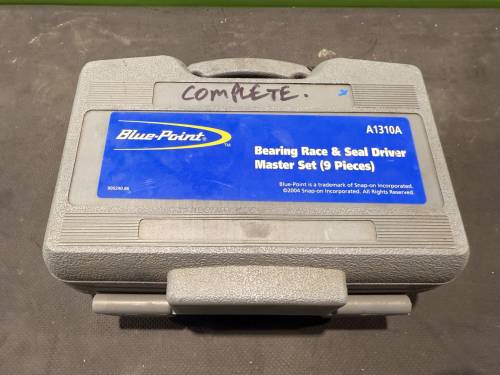 COMPLETE.
Blue-Point®
TM
A1310A
Bearing Race & Seal Driver
Master Set (9 Pieces)
Blue-Point is a trademark of Snap-on Incorporated.
©2004 Snap-on Incorporated. All Rights Reserved.